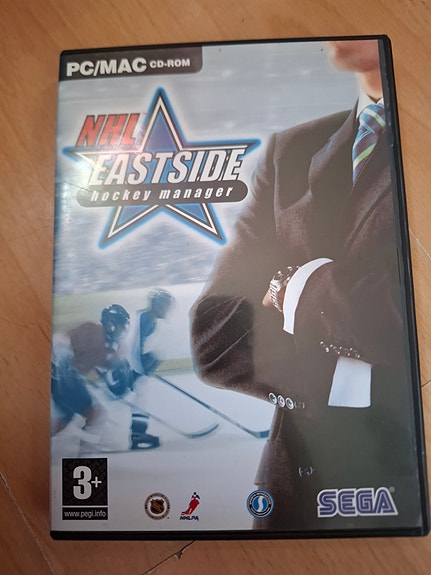 PC/MAC CD-ROM
NHL
EASTSIDE
hockey manager
3+
www.pegi.info
NHLPA
SEGA